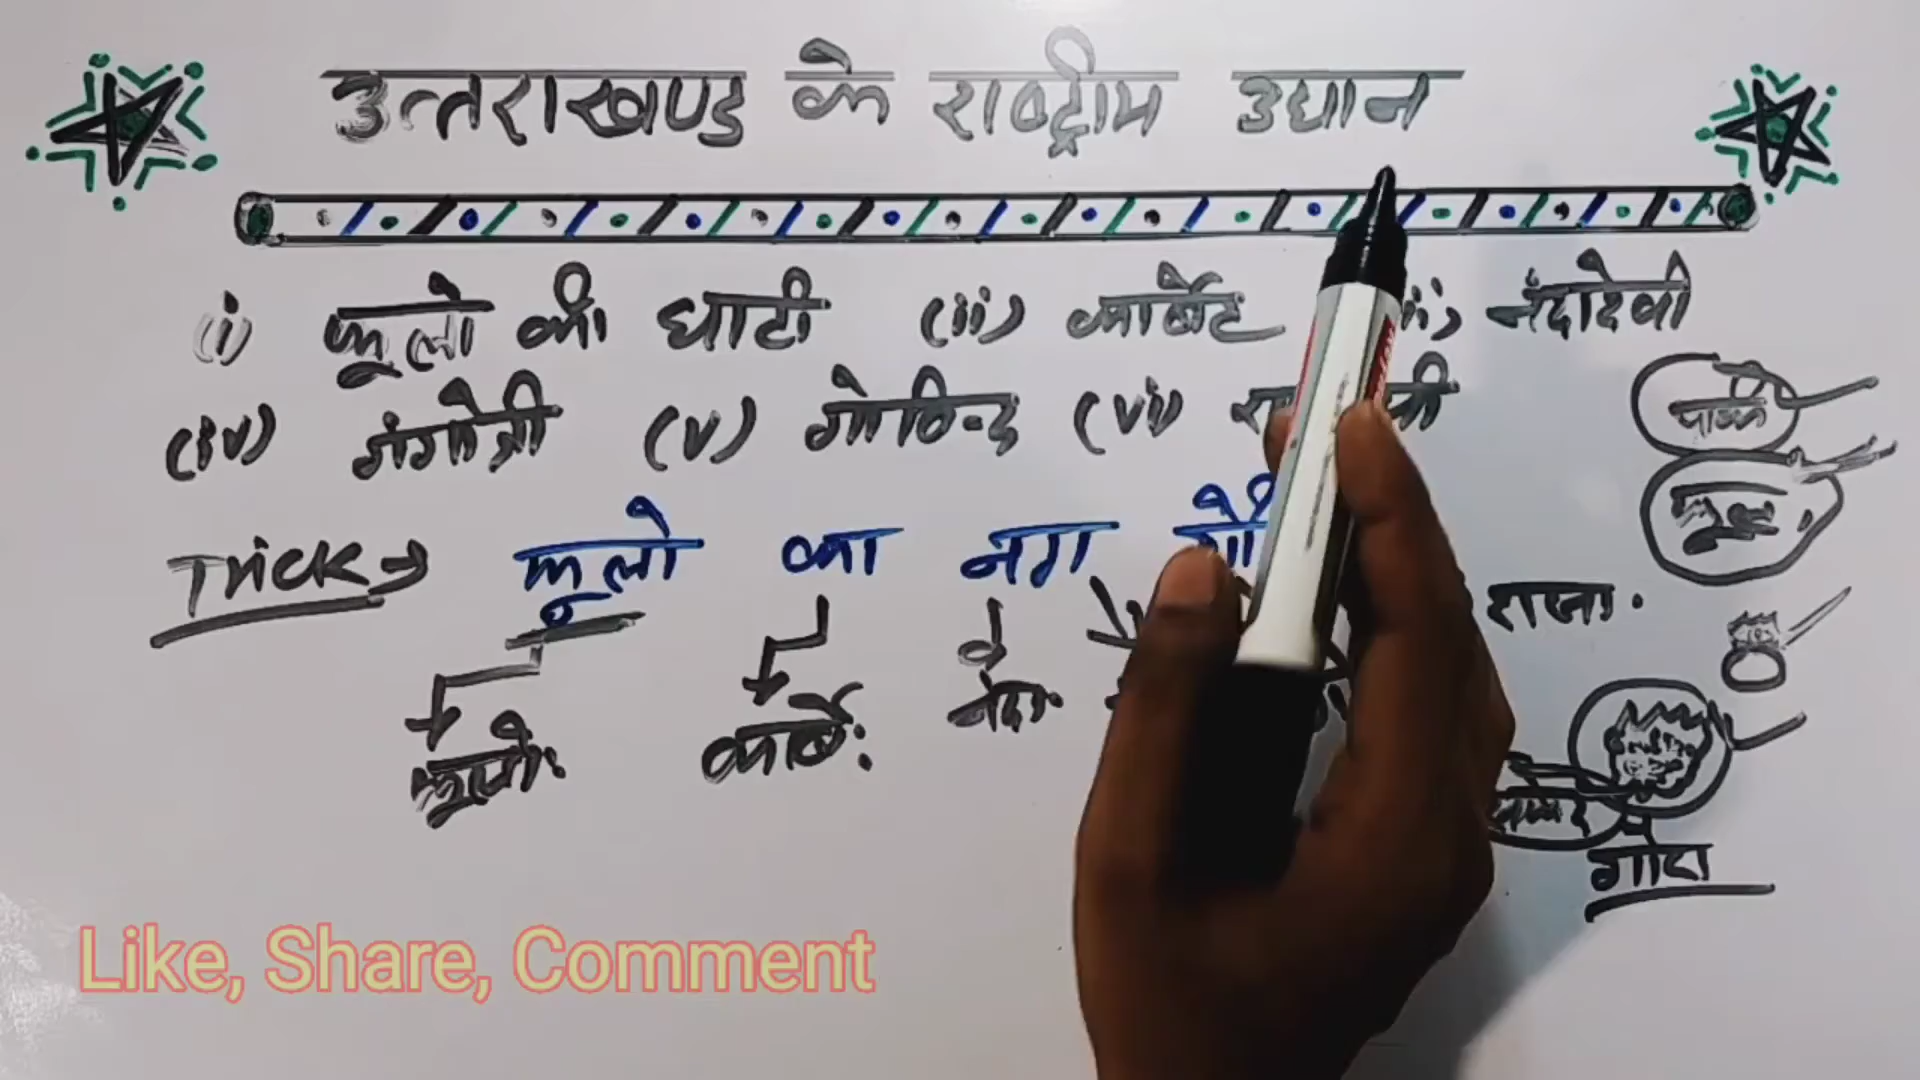 उत्तराखण्ड के राष्ट्रीय उद्यान
(i) फूलो की घाटी (ii) कार्बेट नंदादेवी
(iv) गंगोत्री (v) गोविन्द (vi)
पार्क
Trick → फूलो का नग
फूल
राजा.
फूलो:
कार्बे:
नंदा.
मुकुट
गोदा
Like, Share, Comment